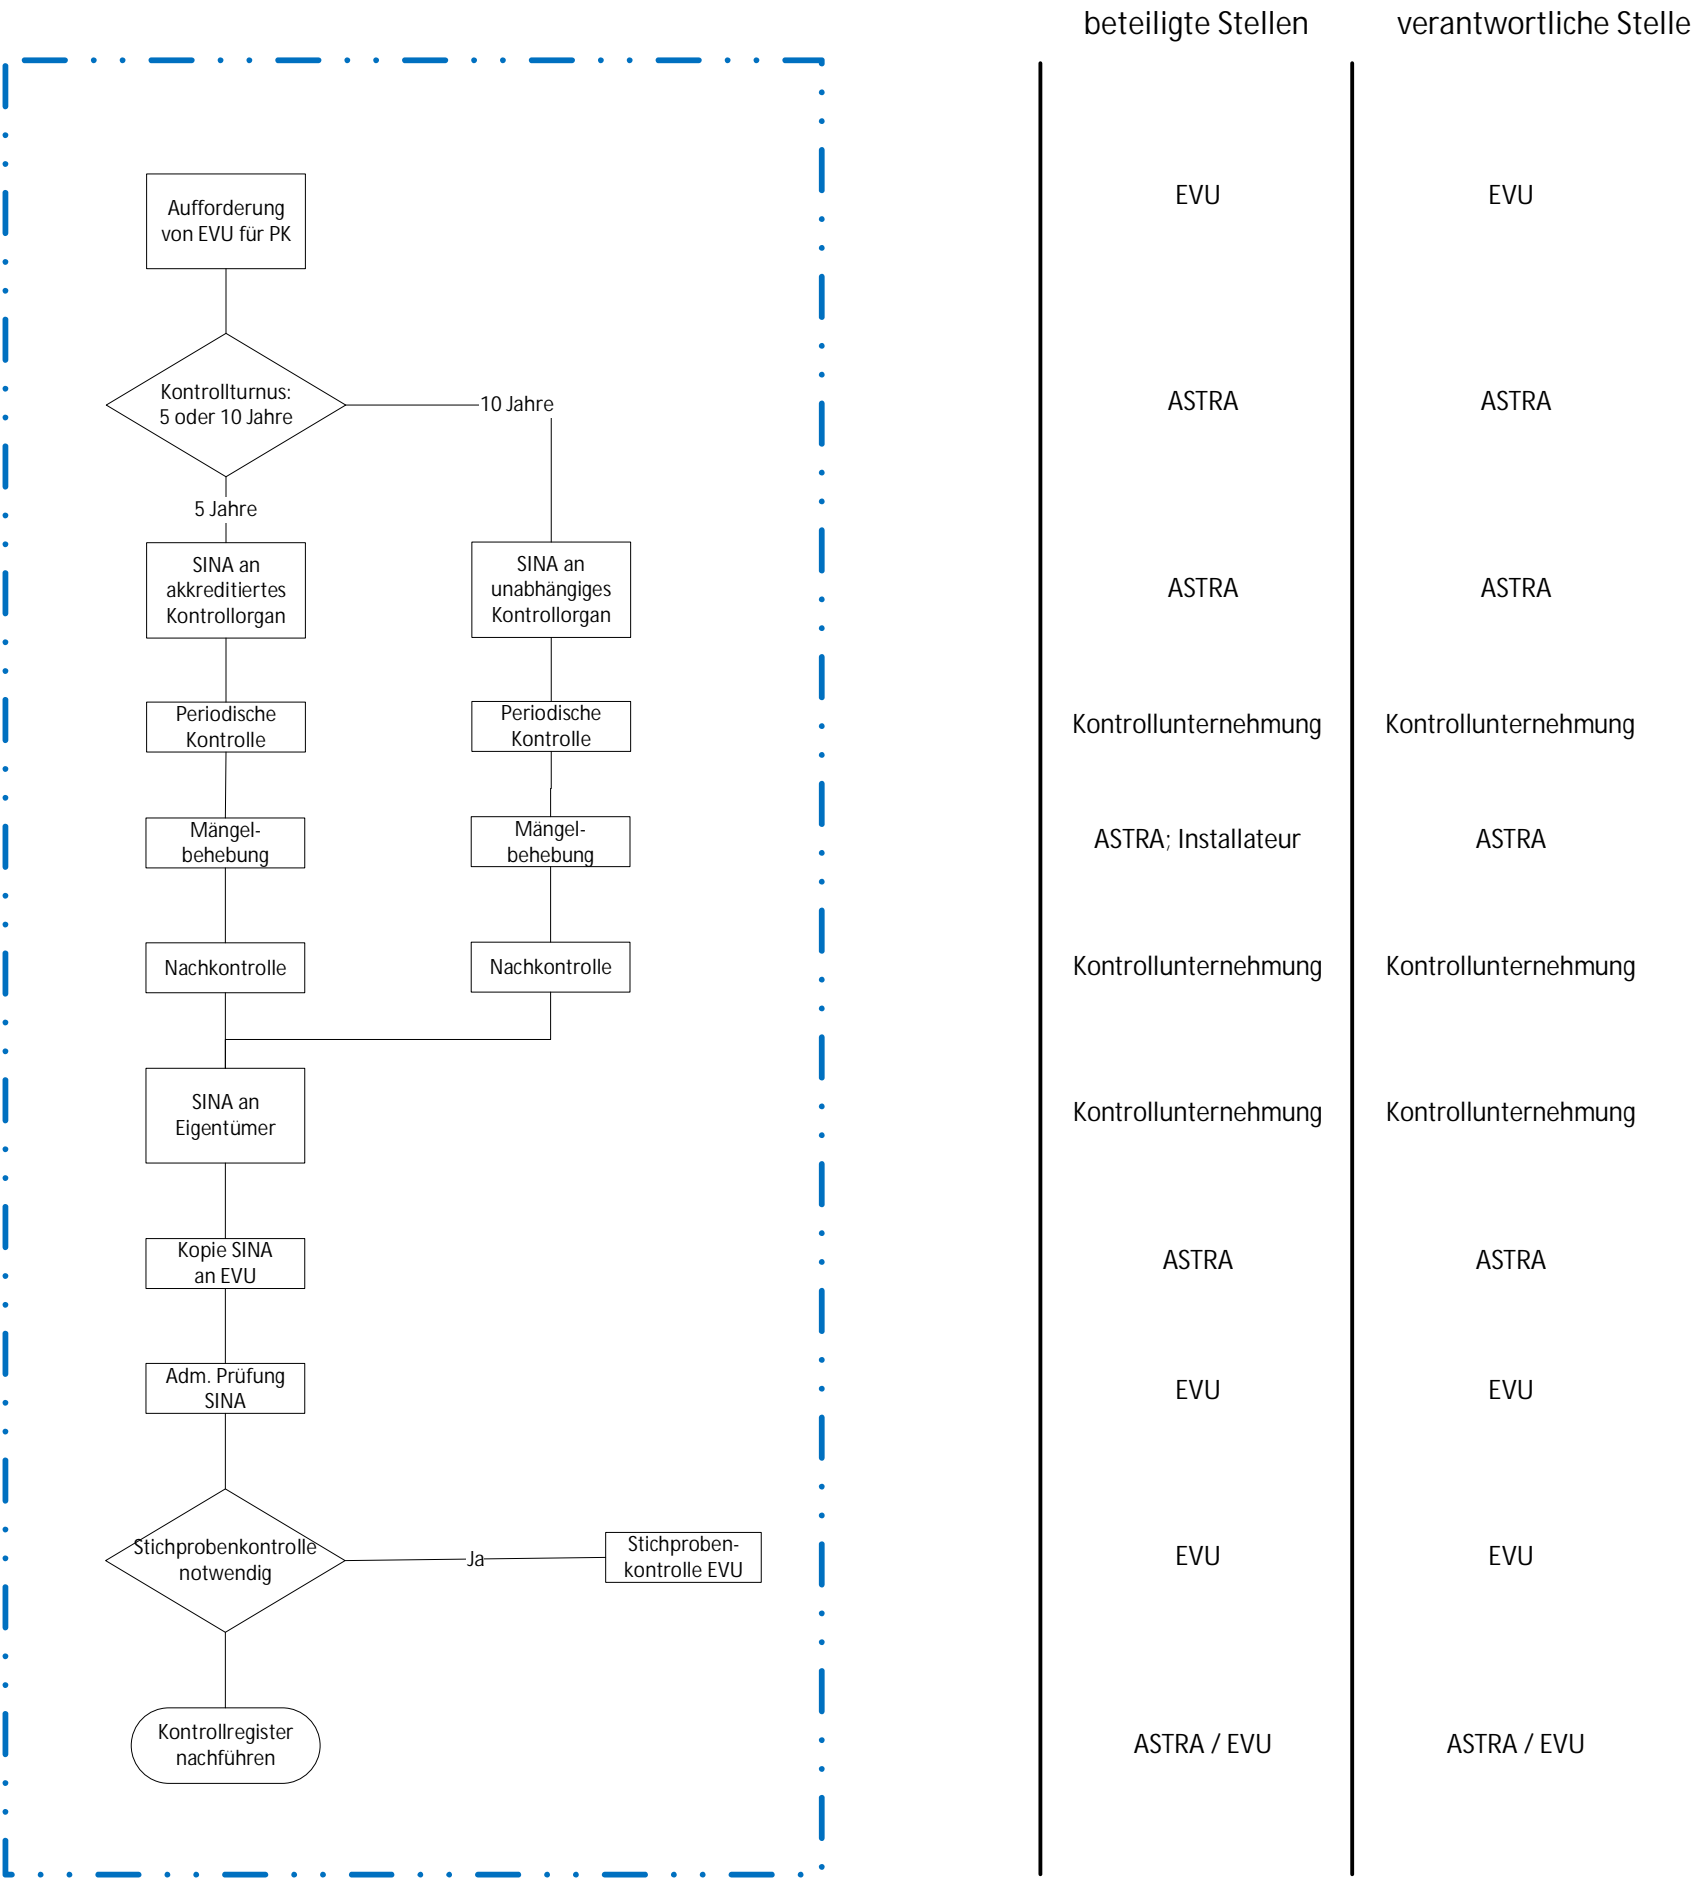 beteiligte Stellen
verantwortliche Stelle
Aufforderung
von EVU für PK
EVU
EVU
Kontrollturnus:
5 oder 10 Jahre
10 Jahre
ASTRA
ASTRA
5 Jahre
SINA an
akkreditiertes
Kontrollorgan
SINA an
unabhängiges
Kontrollorgan
ASTRA
ASTRA
Periodische
Kontrolle
Periodische
Kontrolle
Kontrollunternehmung
Kontrollunternehmung
Mängel-
behebung
Mängel-
behebung
ASTRA; Installateur
ASTRA
Nachkontrolle
Nachkontrolle
Kontrollunternehmung
Kontrollunternehmung
SINA an
Eigentümer
Kontrollunternehmung
Kontrollunternehmung
Kopie SINA
an EVU
ASTRA
ASTRA
Adm. Prüfung
SINA
EVU
EVU
Stichprobenkontrolle
notwendig
Ja
Stichproben-
kontrolle EVU
EVU
EVU
Kontrollregister
nachführen
ASTRA / EVU
ASTRA / EVU